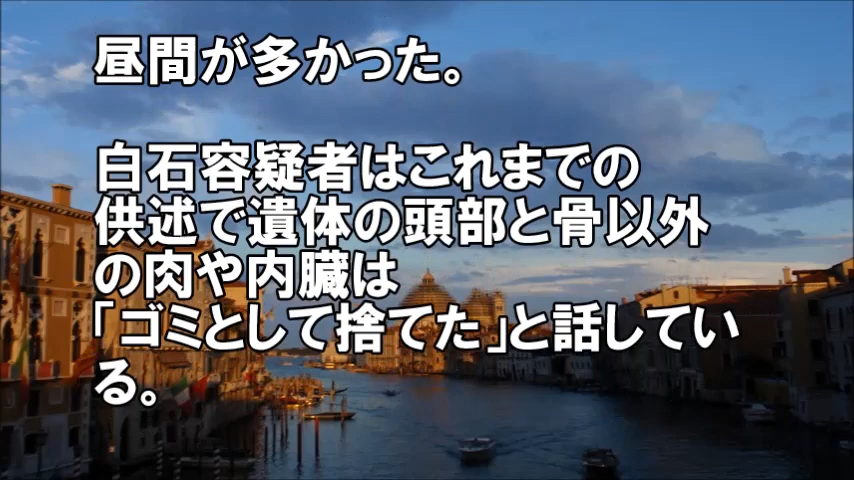 昼間が多かった。
白石容疑者はこれまでの
供述で遺体の頭部と骨以外
の肉や内臓は
「ゴミとして捨てた」と話してい
る。